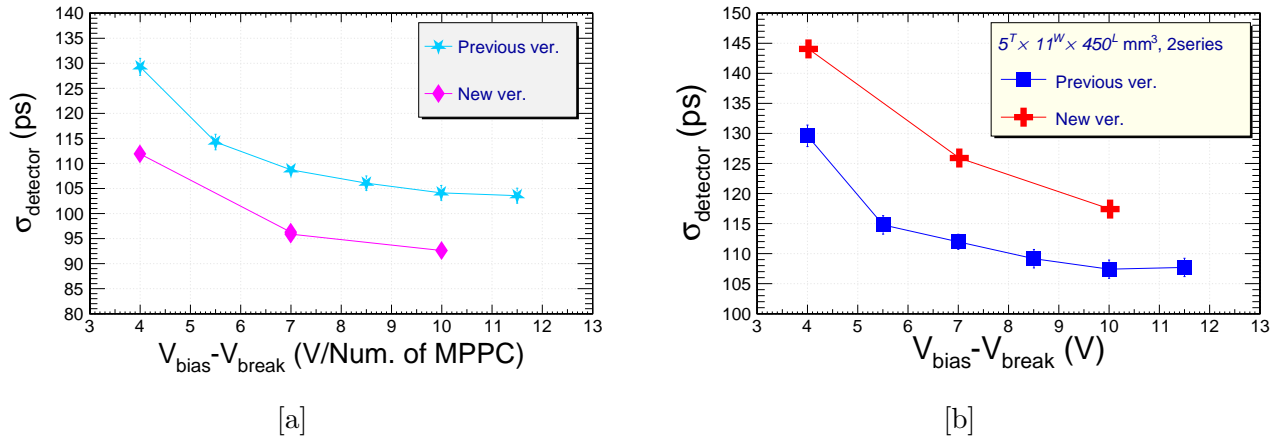 140
135
130
125
120
115
110
105
100
95
90
85
80
3 4 5 6 7 8 9 10 11 12 13
σdetector (ps)
Vbias-Vbreak (V/Num. of MPPC)
Previous ver.
New ver.
[a]
150
145
140
135
130
125
120
115
110
105
100
3 4 5 6 7 8 9 10 11 12 13
σdetector (ps)
Vbias-Vbreak (V)
5ᵀ× 11ᵂ× 450ᴸ mm³, 2series
Previous ver.
New ver.
[b]